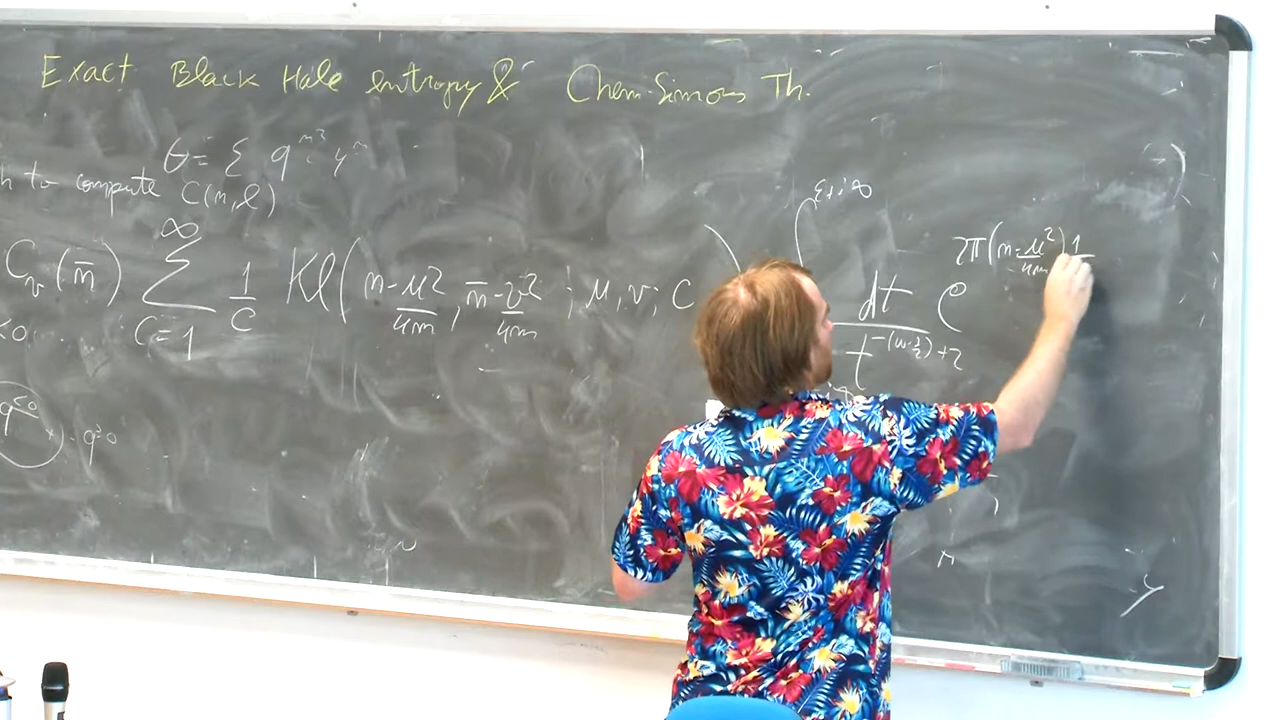 Exact Black Hole entropy & Chern-Simons Th.
θ = Σ q^{m²} y^m
to compute C(n,l)
C_ν(n̄) Σ_{C=1}^{∞} 1/C Kl(n-μ²/4m, n̄-ν²/4m ; μ,ν; C
∫^{ε+i∞} dt/t^{-(w-1/2)+2} e^{2π(n-μ²/4m)1/